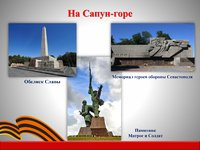 На Сапун-горе
Обелиск Славы
Мемориал героям обороны Севастополя
Памятник
Матрос и Солдат